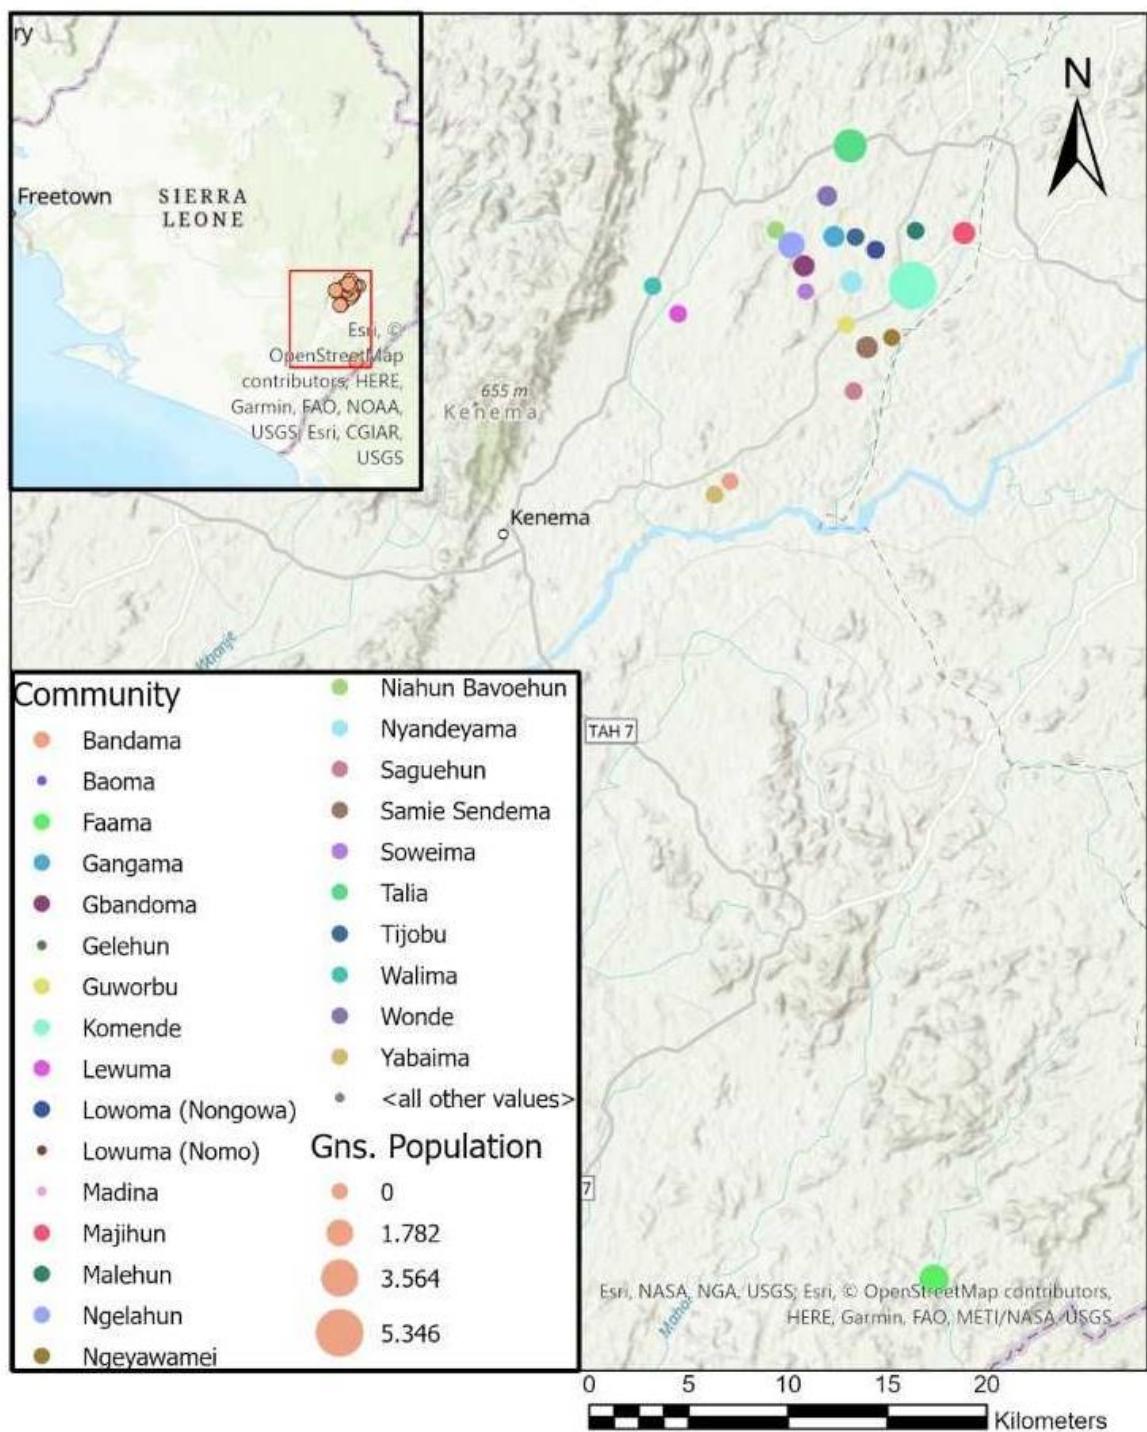 ry
Freetown
SIERRA
LEONE
Esri, ©
OpenStreetMap
contributors, HERE,
Garmin, FAO, NOAA,
USGS, Esri, CGIAR,
USGS
N
655 m
Kenema
Kenema
TAH 7
7
Mahoi
Community
Bandama
Baoma
Faama
Gangama
Gbandoma
Gelehun
Guworbu
Komende
Lewuma
Lowoma (Nongowa)
Lowuma (Nomo)
Madina
Majihun
Malehun
Ngelahun
Ngeyawamei
Niahun Bavoehun
Nyandeyama
Saguehun
Samie Sendema
Soweima
Talia
Tijobu
Walima
Wonde
Yabaima
<all other values>
Gns. Population
0
1.782
3.564
5.346
Esri, NASA, NGA, USGS; Esri, © OpenStreetMap contributors,
HERE, Garmin, FAO, METI/NASA, USGS
0 5 10 15 20
Kilometers